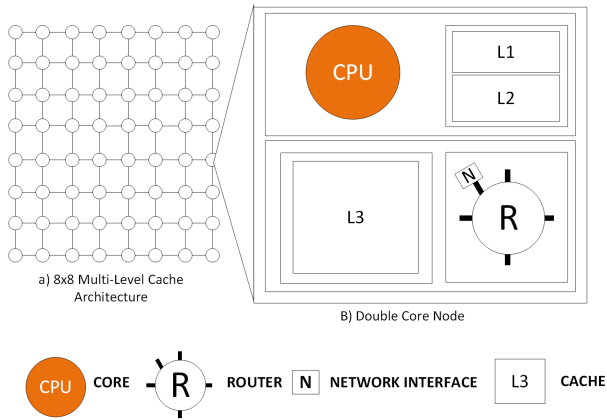 CPU
L1
L2
L3
N
R
a) 8x8 Multi-Level Cache
Architecture
B) Double Core Node
CPU CORE R ROUTER N NETWORK INTERFACE L3 CACHE